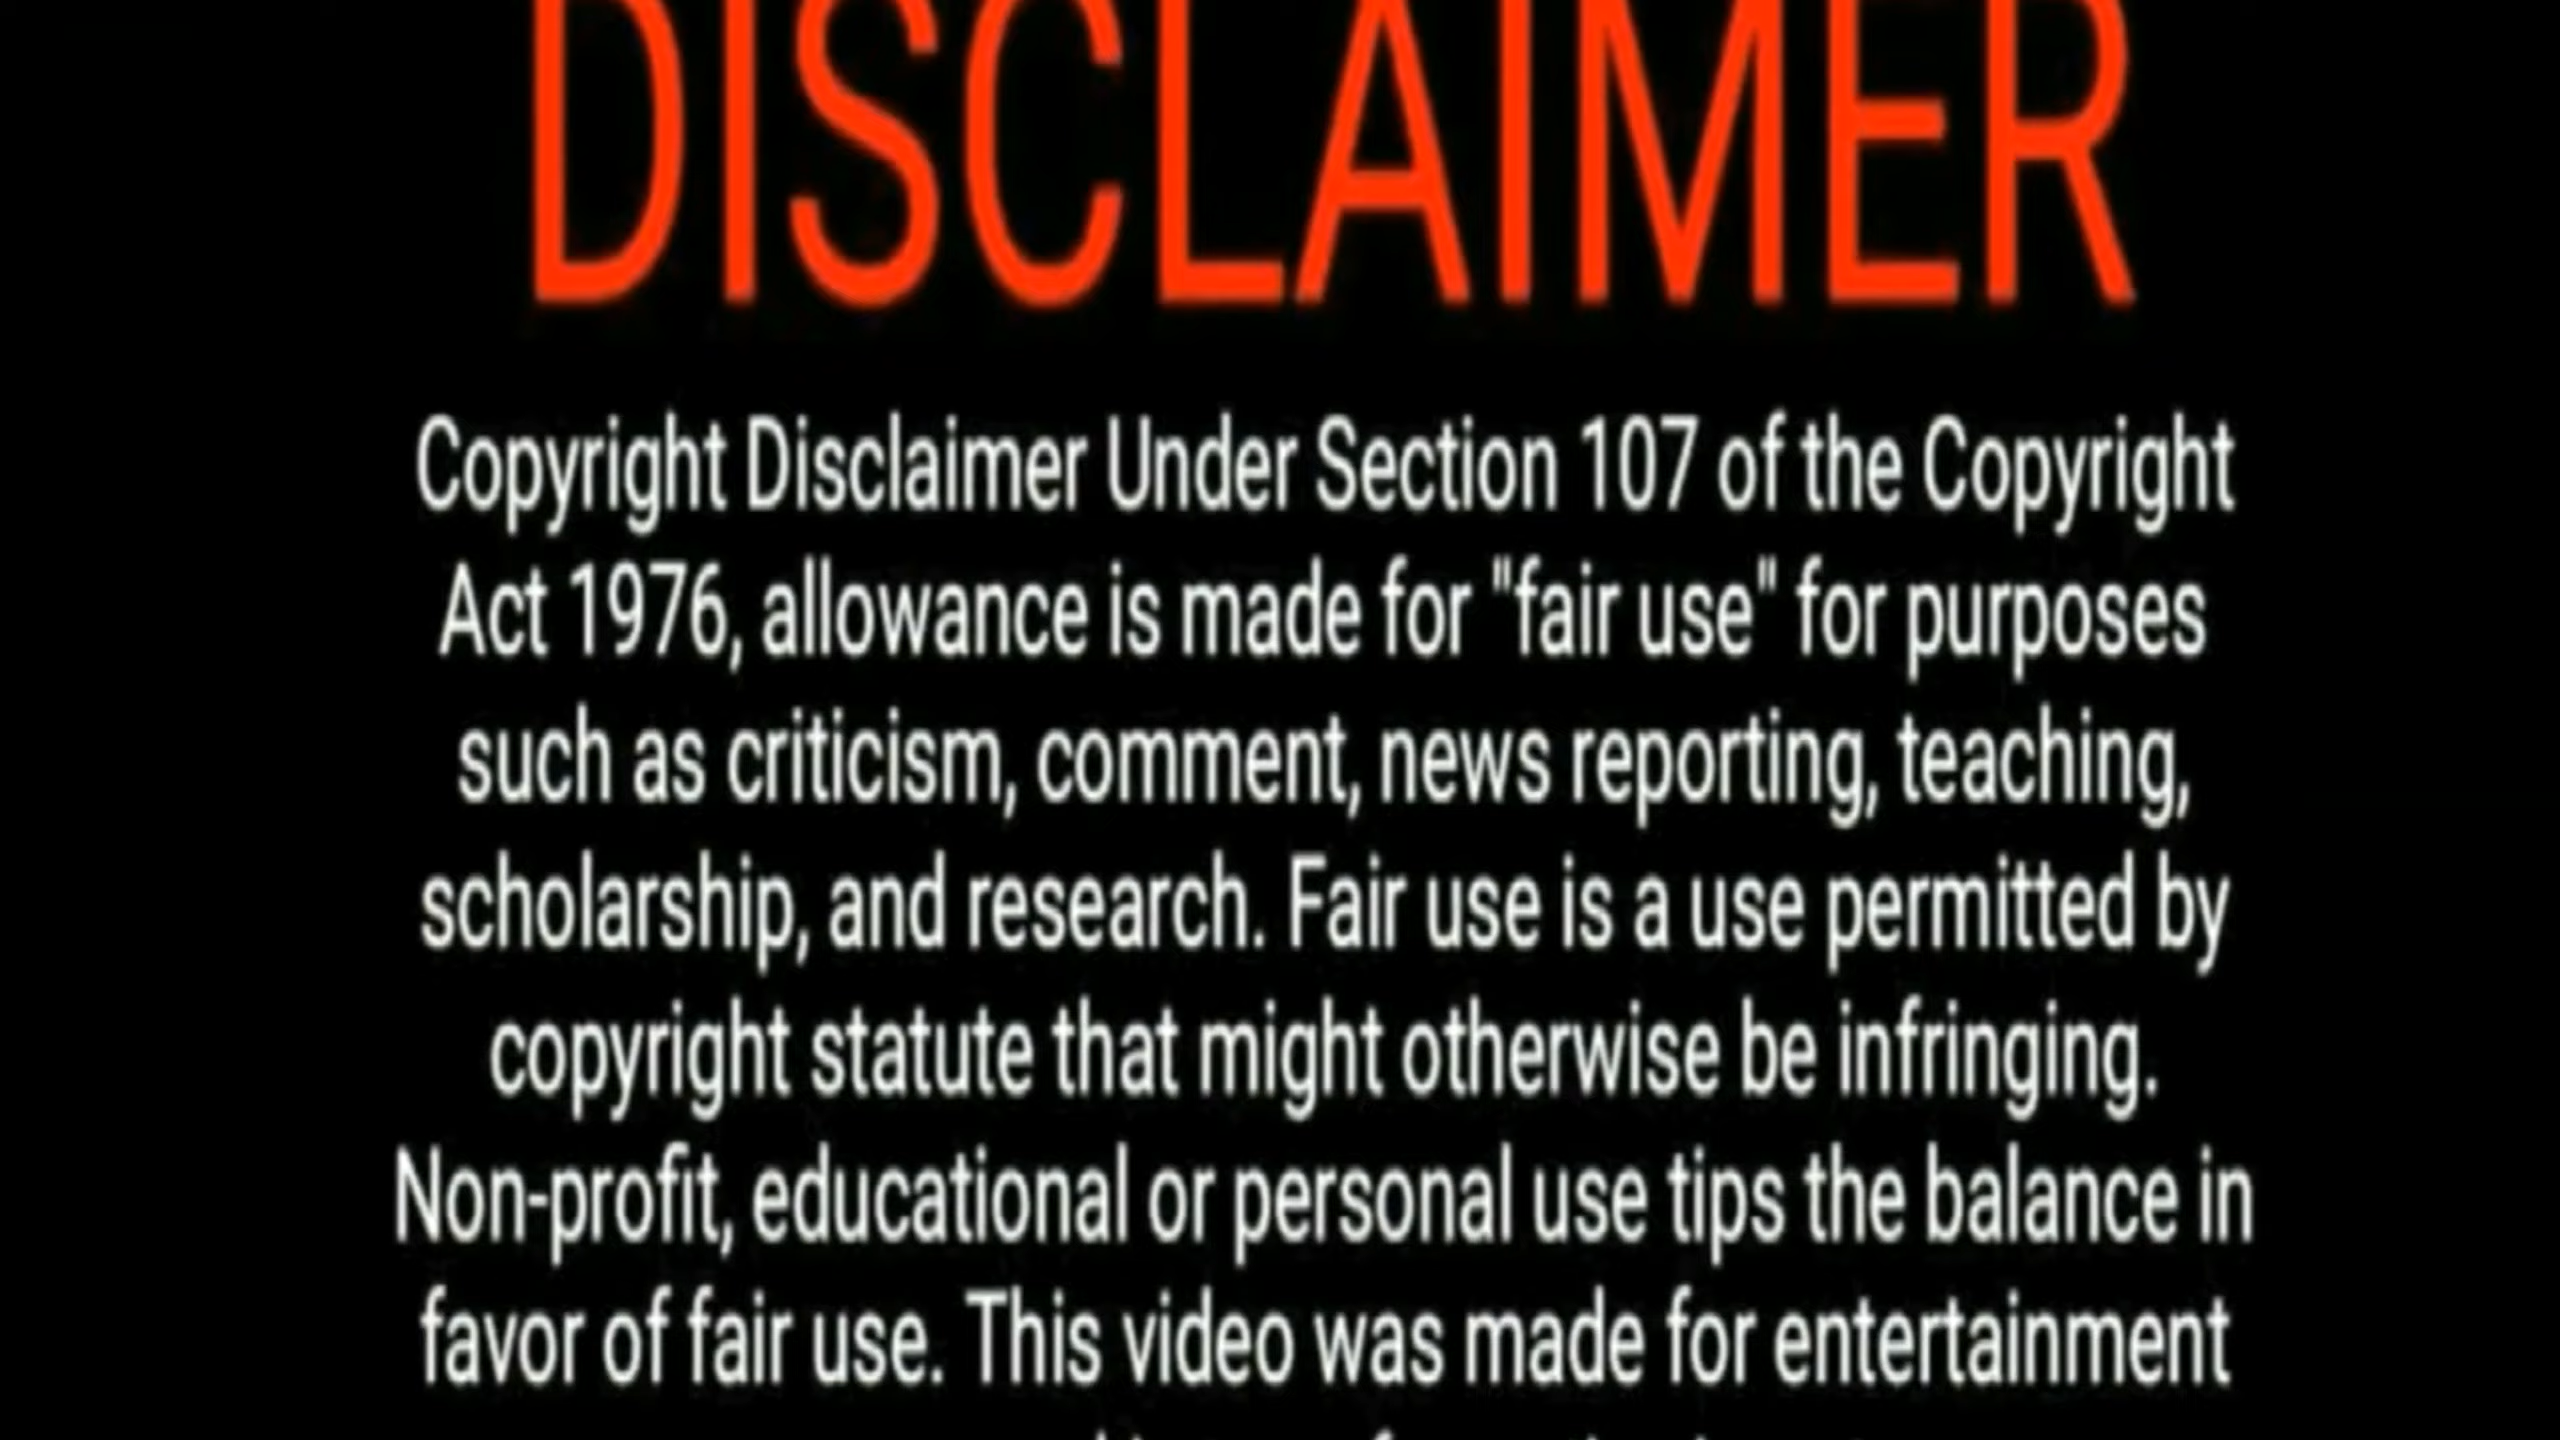 DISCLAIMER
Copyright Disclaimer Under Section 107 of the Copyright
Act 1976, allowance is made for "fair use" for purposes
such as criticism, comment, news reporting, teaching,
scholarship, and research. Fair use is a use permitted by
copyright statute that might otherwise be infringing.
Non-profit, educational or personal use tips the balance in
favor of fair use. This video was made for entertainment